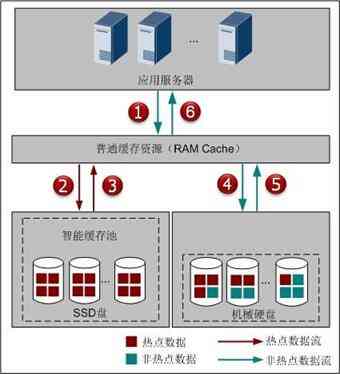 ...
应用服务器
1 6
普通缓存资源（RAM Cache）
2 3 4 5
智能缓存池
...
SSD盘
...
机械硬盘
热点数据 热点数据流
非热点数据 非热点数据流